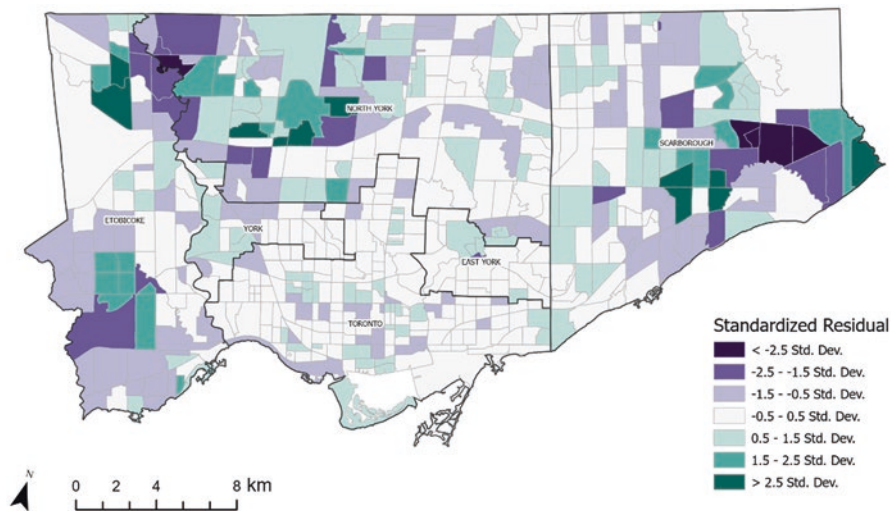 NORTH YORK
SCARBOROUGH
ETOBICOKE
YORK
EAST YORK
TORONTO
Standardized Residual
< -2.5 Std. Dev.
-2.5 - -1.5 Std. Dev.
-1.5 - -0.5 Std. Dev.
-0.5 - 0.5 Std. Dev.
0.5 - 1.5 Std. Dev.
1.5 - 2.5 Std. Dev.
> 2.5 Std. Dev.
N
0 2 4 8 km